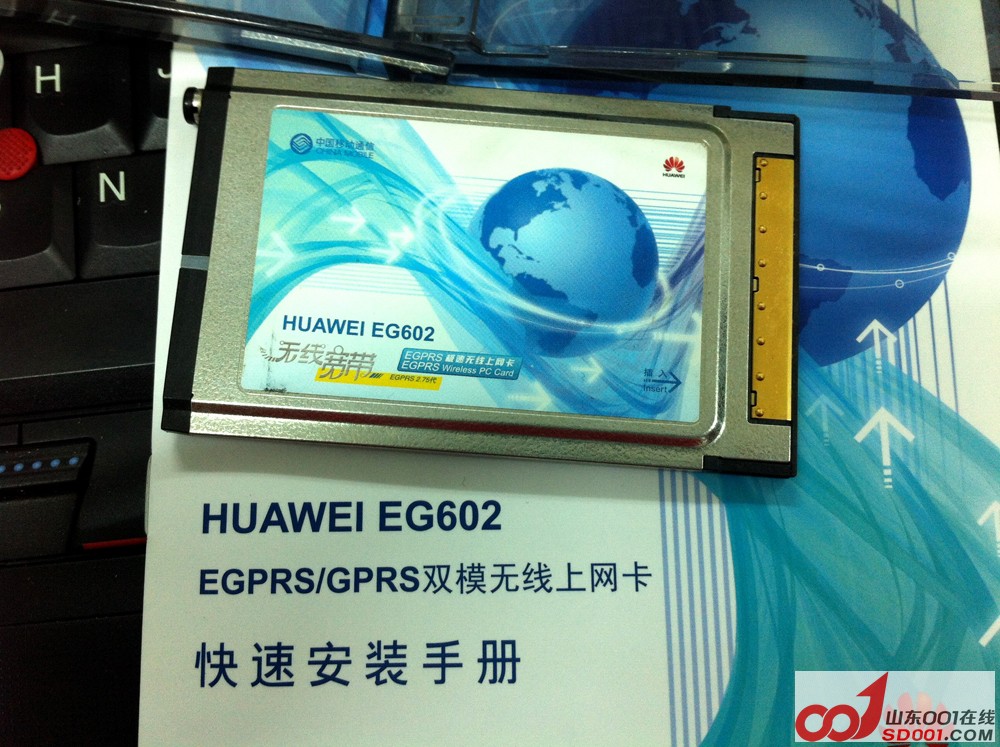 H
N
中国移动通信
CHINA MOBILE
HUAWEI
HUAWEI EG602
无线宽带
EGPRS 极速无线上网卡
EGPRS Wireless PC Card
EGPRS 2.75代
插入
Insert
HUAWEI EG602
EGPRS/GPRS双模无线上网卡
快速安装手册
山东001在线
SD001.COM